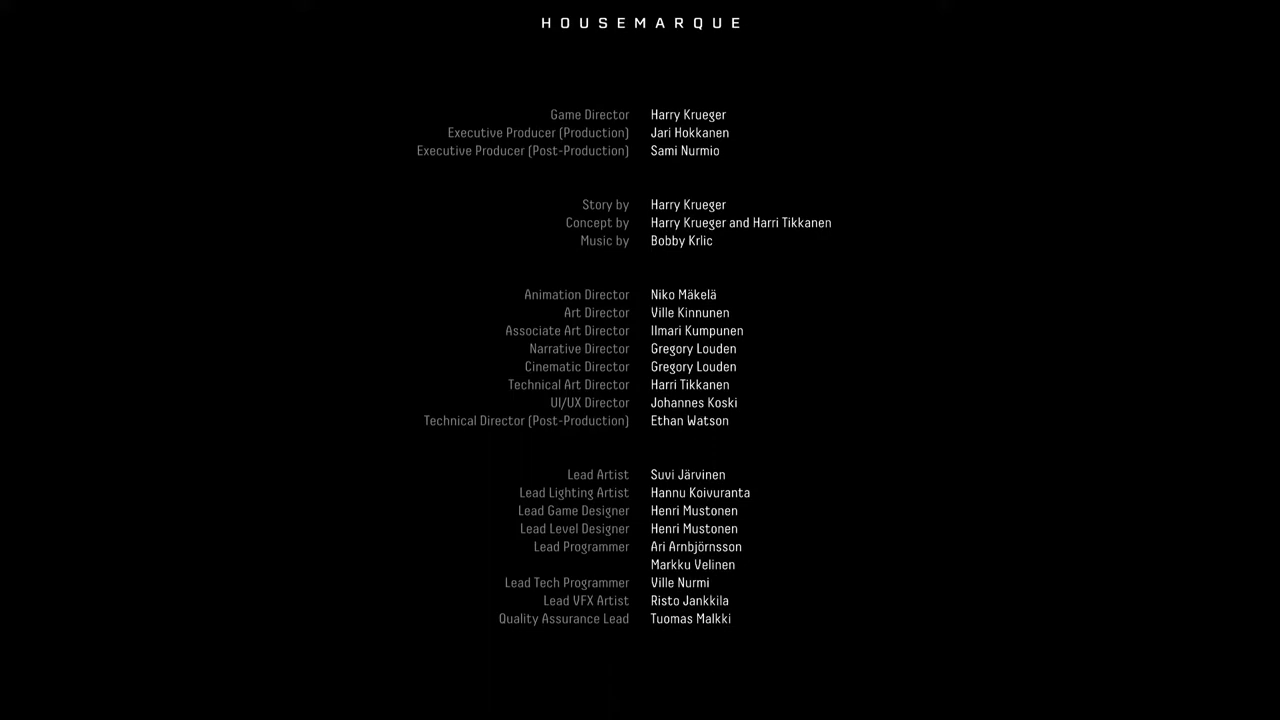 HOUSEMARQUE
Game Director Harry Krueger
Executive Producer (Production) Jari Hokkanen
Executive Producer (Post-Production) Sami Nurmio
Story by Harry Krueger
Concept by Harry Krueger and Harri Tikkanen
Music by Bobby Krlic
Animation Director Niko Mäkelä
Art Director Ville Kinnunen
Associate Art Director Ilmari Kumpunen
Narrative Director Gregory Louden
Cinematic Director Gregory Louden
Technical Art Director Harri Tikkanen
UI/UX Director Johannes Koski
Technical Director (Post-Production) Ethan Watson
Lead Artist Suvi Järvinen
Lead Lighting Artist Hannu Koivuranta
Lead Game Designer Henri Mustonen
Lead Level Designer Henri Mustonen
Lead Programmer Ari Arnbjörnsson
Markku Velinen
Lead Tech Programmer Ville Nurmi
Lead VFX Artist Risto Jankkila
Quality Assurance Lead Tuomas Malkki